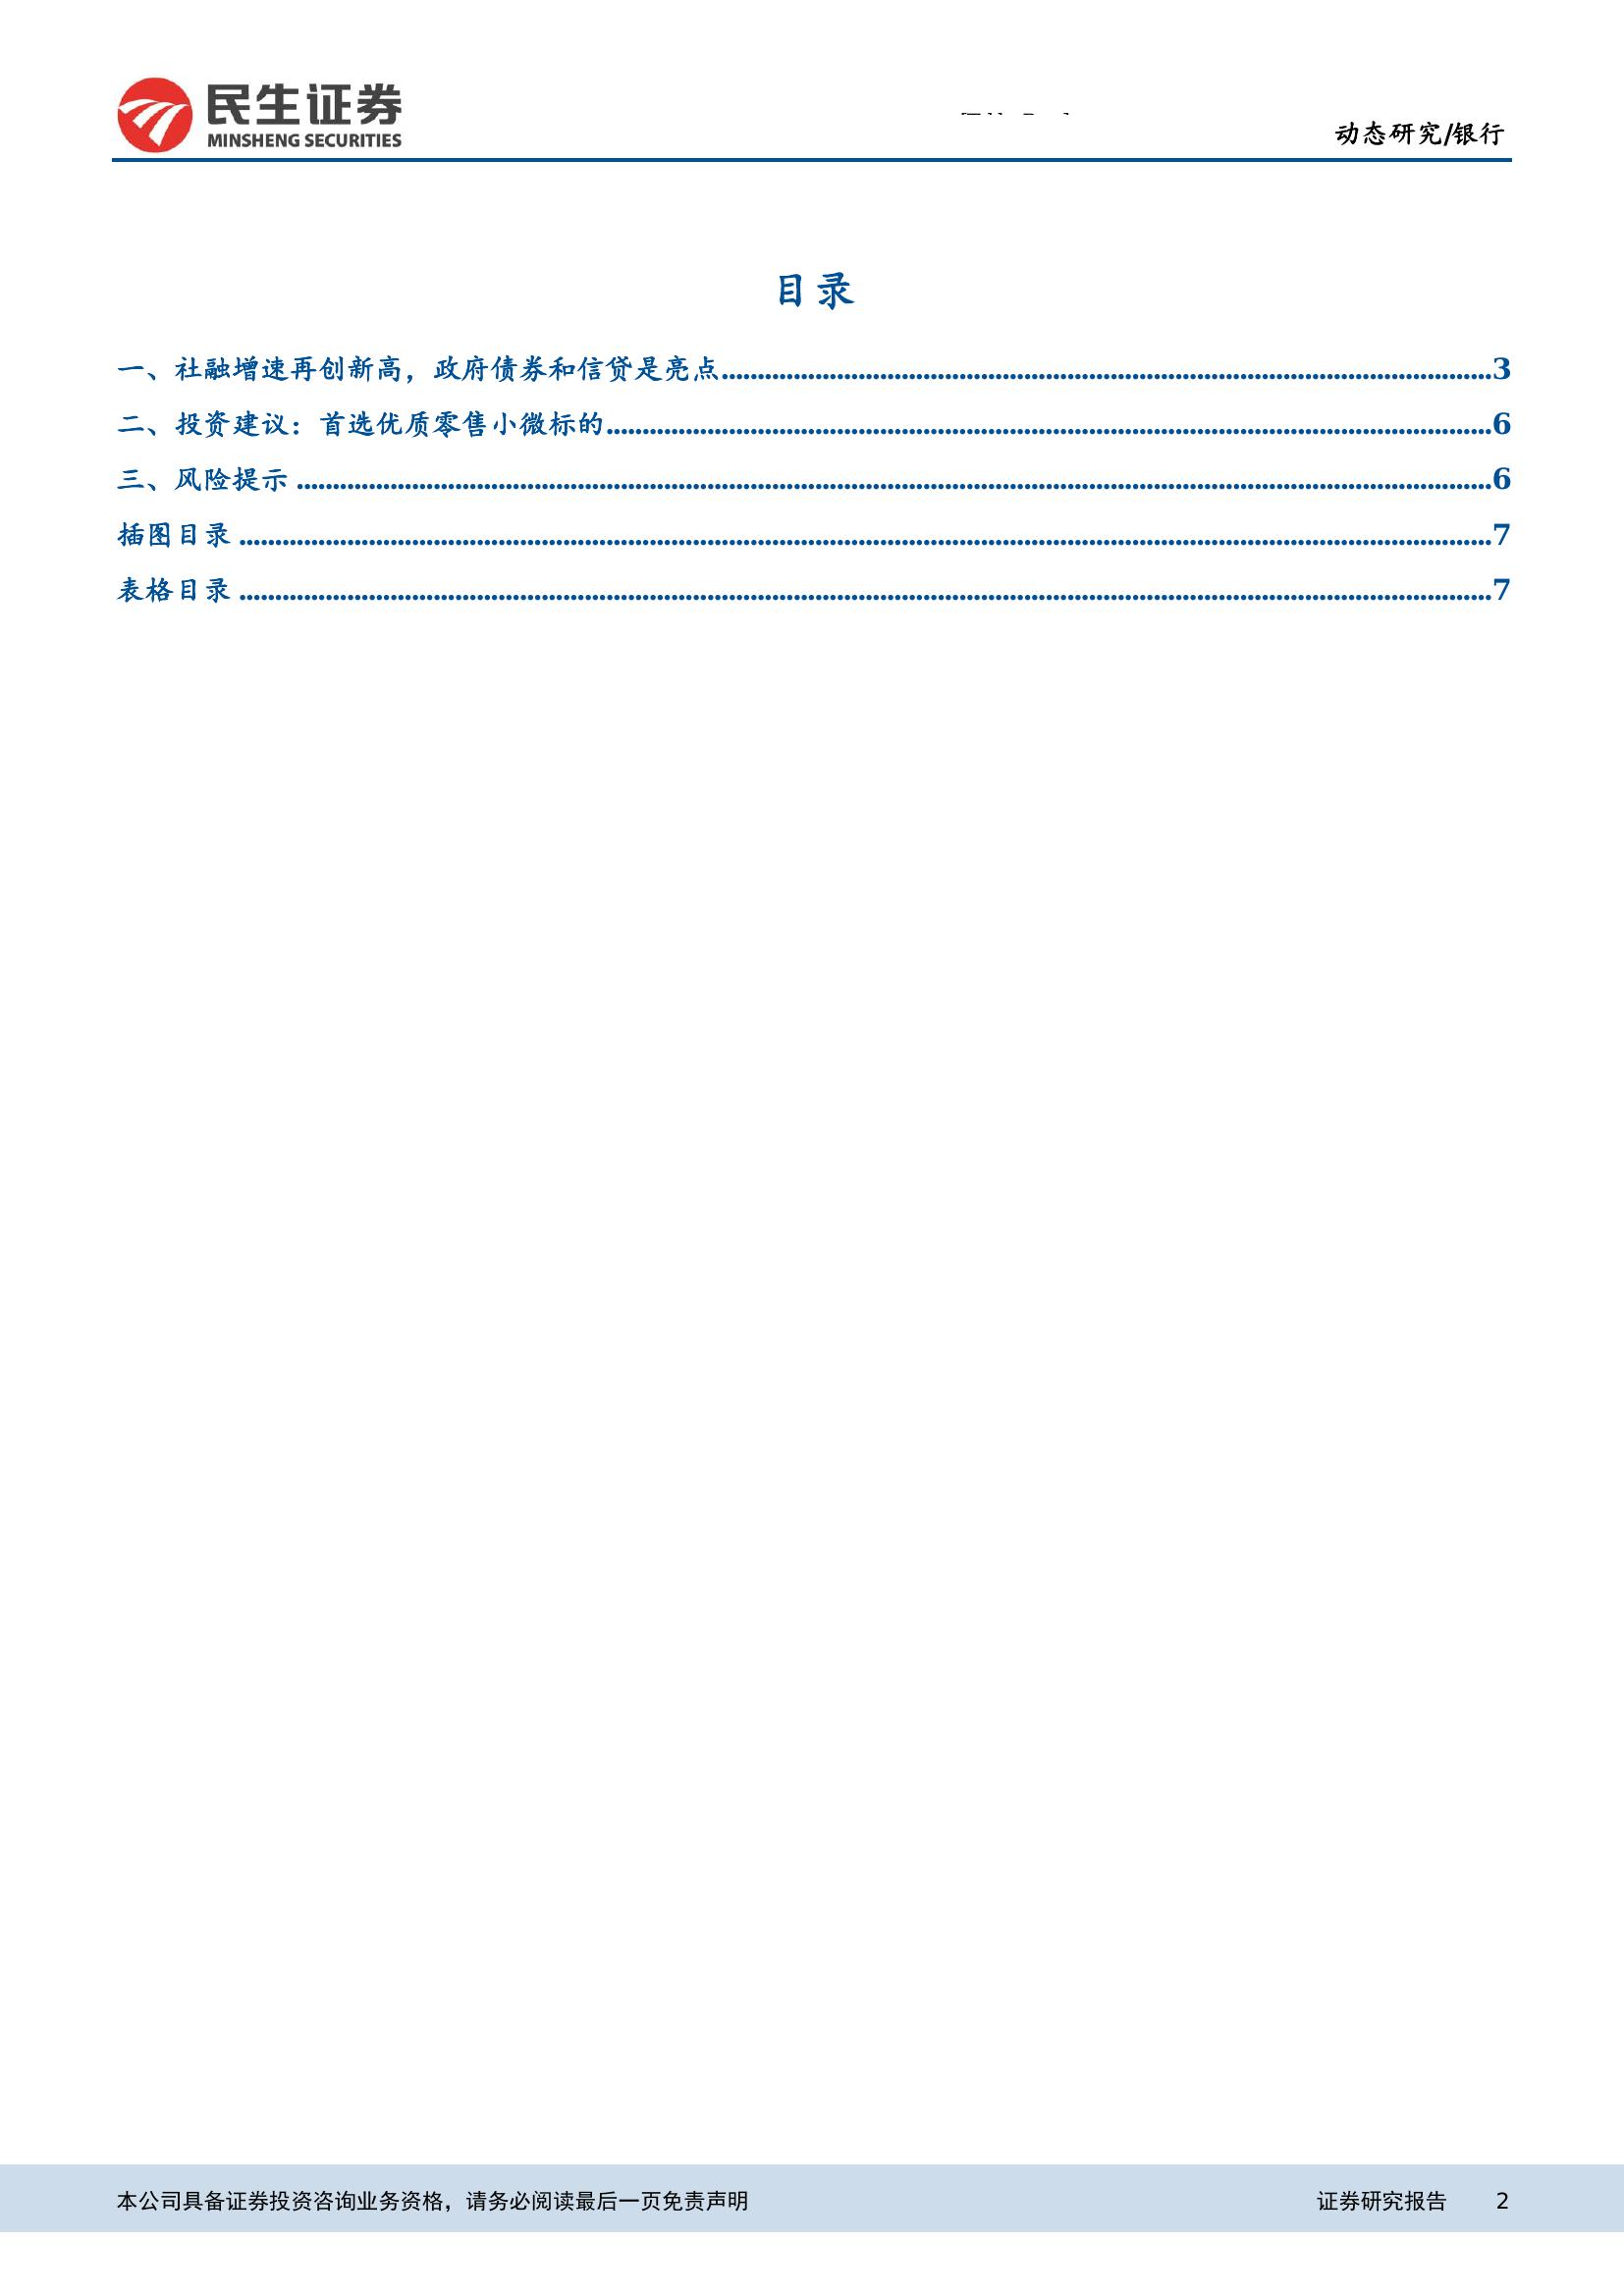 民生证券
MINSHENG SECURITIES
动态研究/银行
目录
一、社融增速再创新高，政府债券和信贷是亮点........................................3
二、投资建议：首选优质零售小微标的........................................6
三、风险提示 ........................................6
插图目录 ........................................7
表格目录 ........................................7
本公司具备证券投资咨询业务资格，请务必阅读最后一页免责声明
证券研究报告 2